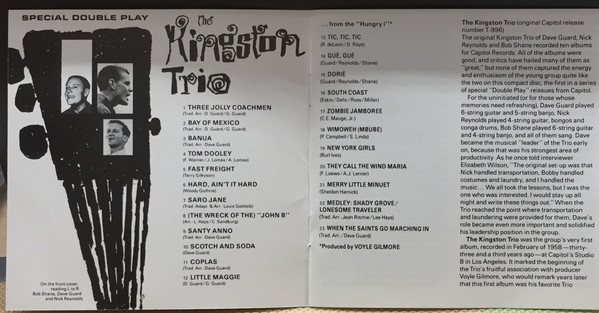 SPECIAL DOUBLE PLAY
The
Kingston
Trio
1 THREE JOLLY COACHMEN
(Trad. Arr.: D. Guard/G. Guard)
2 BAY OF MEXICO
(Trad. Arr.: D. Guard/G. Guard)
3 BANUA
(Trad. Arr.: Dave Guard)
4 TOM DOOLEY
(F. Warner/J. Lomax/A. Lomax)
5 FAST FREIGHT
(Terry Gilkyson)
6 HARD, AIN'T IT HARD
(Woody Guthrie)
7 SARO JANE
(Trad. Adapt. & Arr.: Louis Gottlieb)
8 (THE WRECK OF THE) "JOHN B"
(Arr.: L. Hays/C. Sandburg)
9 SANTY ANNO
(Trad. Arr.: Dave Guard)
10 SCOTCH AND SODA
(Dave Guard)
11 COPLAS
(Trad. Arr.: Dave Guard)
12 LITTLE MAGGIE
(D. Guard/G. Guard)
On the front cover,
reading L to R
Bob Shane, Dave Guard
and Nick Reynolds
...from the "Hungry i"*
13 TIC, TIC, TIC
14 GUÉ, GUÉ
(Guard/Reynolds/Shane)
15 DORIE
(Guard/Reynolds/Shane)
16 SOUTH COAST
(Eskin/Dehr/Ross/Miller)
17 ZOMBIE JAMBOREE
(C.E. Mauge, Jr.)
18 WIMOWEH (MBUBE)
(P. Campbell/S. Linda)
19 NEW YORK GIRLS
(Burl Ives)
20 THEY CALL THE WIND MARIA
(F. Loewe/A.J. Lerner)
21 MERRY LITTLE MINUET
(Sheldon Harnick)
22 MEDLEY: SHADY GROVE/
LONESOME TRAVELER
(Trad. Arr.: Jean Ritchie/Lee Hays)
23 WHEN THE SAINTS GO MARCHING IN
(Trad. Arr./Dave Guard)
*Produced by VOYLE GILMORE
The Kingston Trio (original Capitol release
number T-996)
The original Kingston Trio of Dave Guard, Nick
Reynolds and Bob Shane recorded ten albums
for Capitol Records. All of the albums were
good, and critics have hailed many of them as
"great," but none of them captured the energy
and enthusiasm of the young group quite like
the two on this compact disc, the first in a series
of special "Double Play" reissues from Capitol.
For the uninitiated (or for those whose
memories need refreshing), Dave Guard played
6-string guitar and 5-string banjo, Nick
Reynolds played 4-string guitar, bongos and
conga drums, Bob Shane played 6-string guitar
and 4-string banjo, and all of them sang. Dave
became the musical "leader" of the Trio early
on, because that was his strongest area of
productivity. As he once told interviewer
Elizabeth Wilson, "The original set-up was that
Nick handled transportation, Bobby handled
costumes and laundry, and I handled the
music... We all took the lessons, but I was the
one who was interested. I would stay up all
night and write these things out." When the
Trio reached the point where transportation
and laundering were provided for them, Dave's
role became even more important and solidified
his leadership position in the group.
The Kingston Trio was the group's very first
album, recorded in February of 1958—thirty-
three and a third years ago—at Capitol's Studio
B in Los Angeles. It marked the beginning of
the Trio's fruitful association with producer
Voyle Gilmore, who would remark years later
that this first album was his favorite Trio